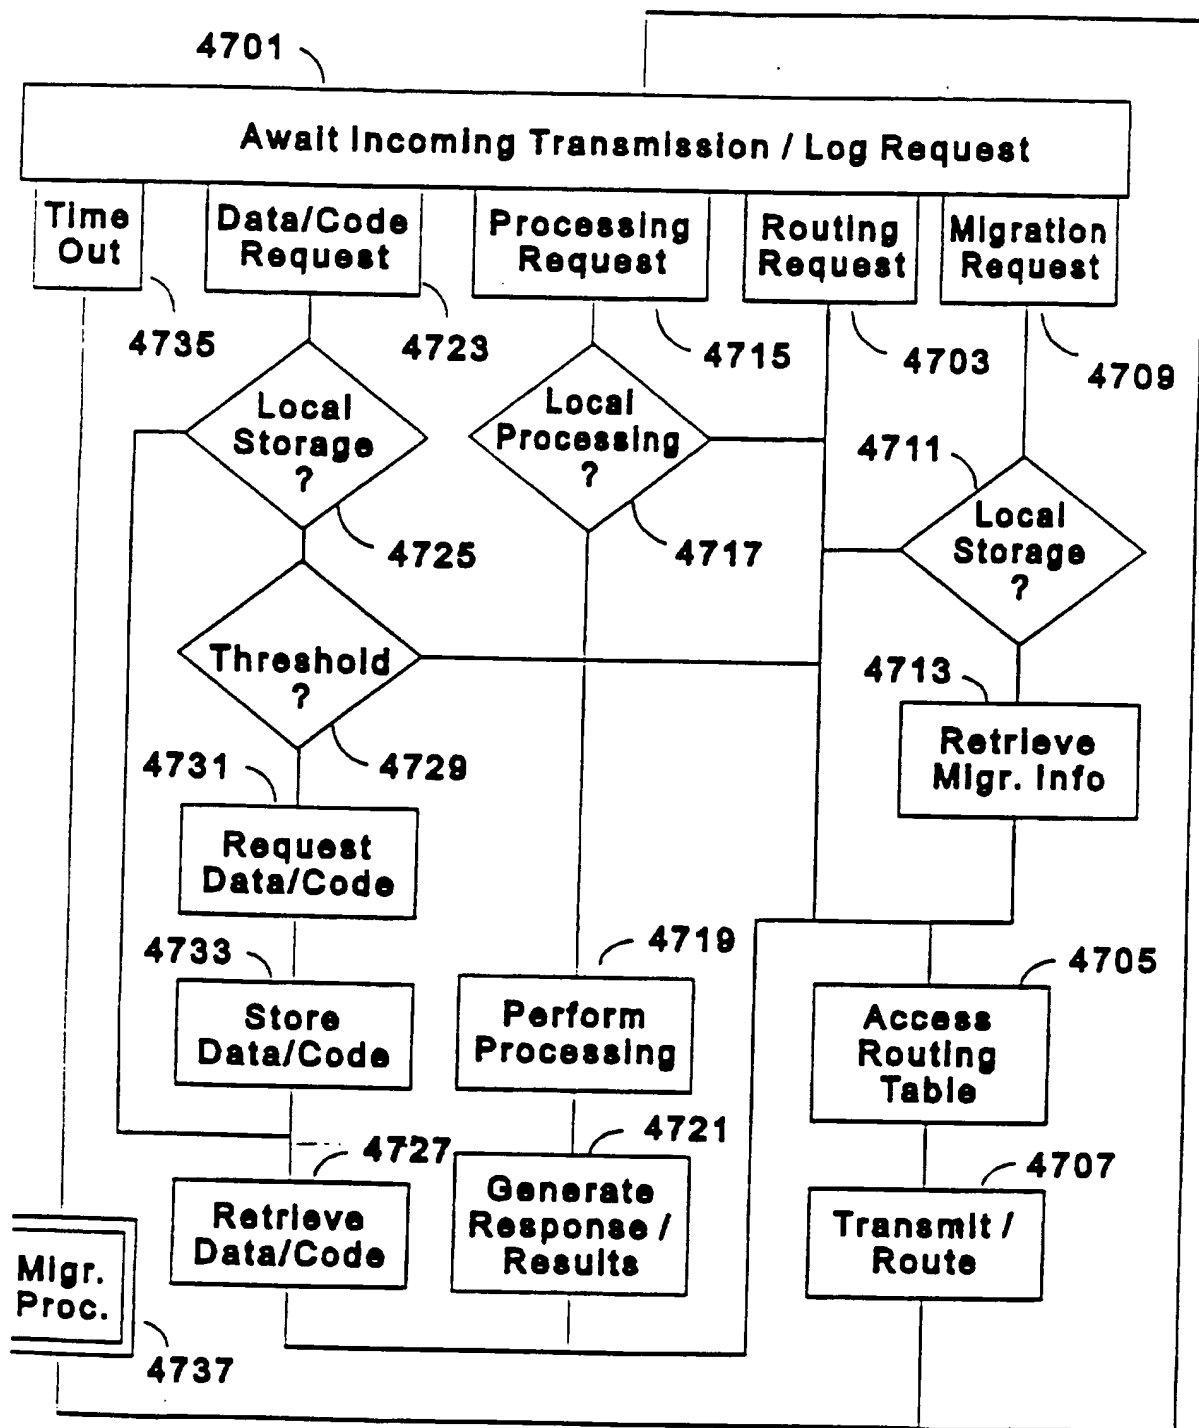 4701
Await Incoming Transmission / Log Request
Time
Out
Data/Code
Request
Processing
Request
Routing
Request
Migration
Request
4735
4723
4715
4703
4709
Local
Storage
?
Local
Processing
?
4711
Local
Storage
?
4725
4717
Threshold
?
4713
4729
Retrieve
Migr. Info
4731
Request
Data/Code
4733
4719
4705
Store
Data/Code
Perform
Processing
Access
Routing
Table
4727
4721
4707
Retrieve
Data/Code
Generate
Response /
Results
Transmit /
Route
Migr.
Proc.
4737